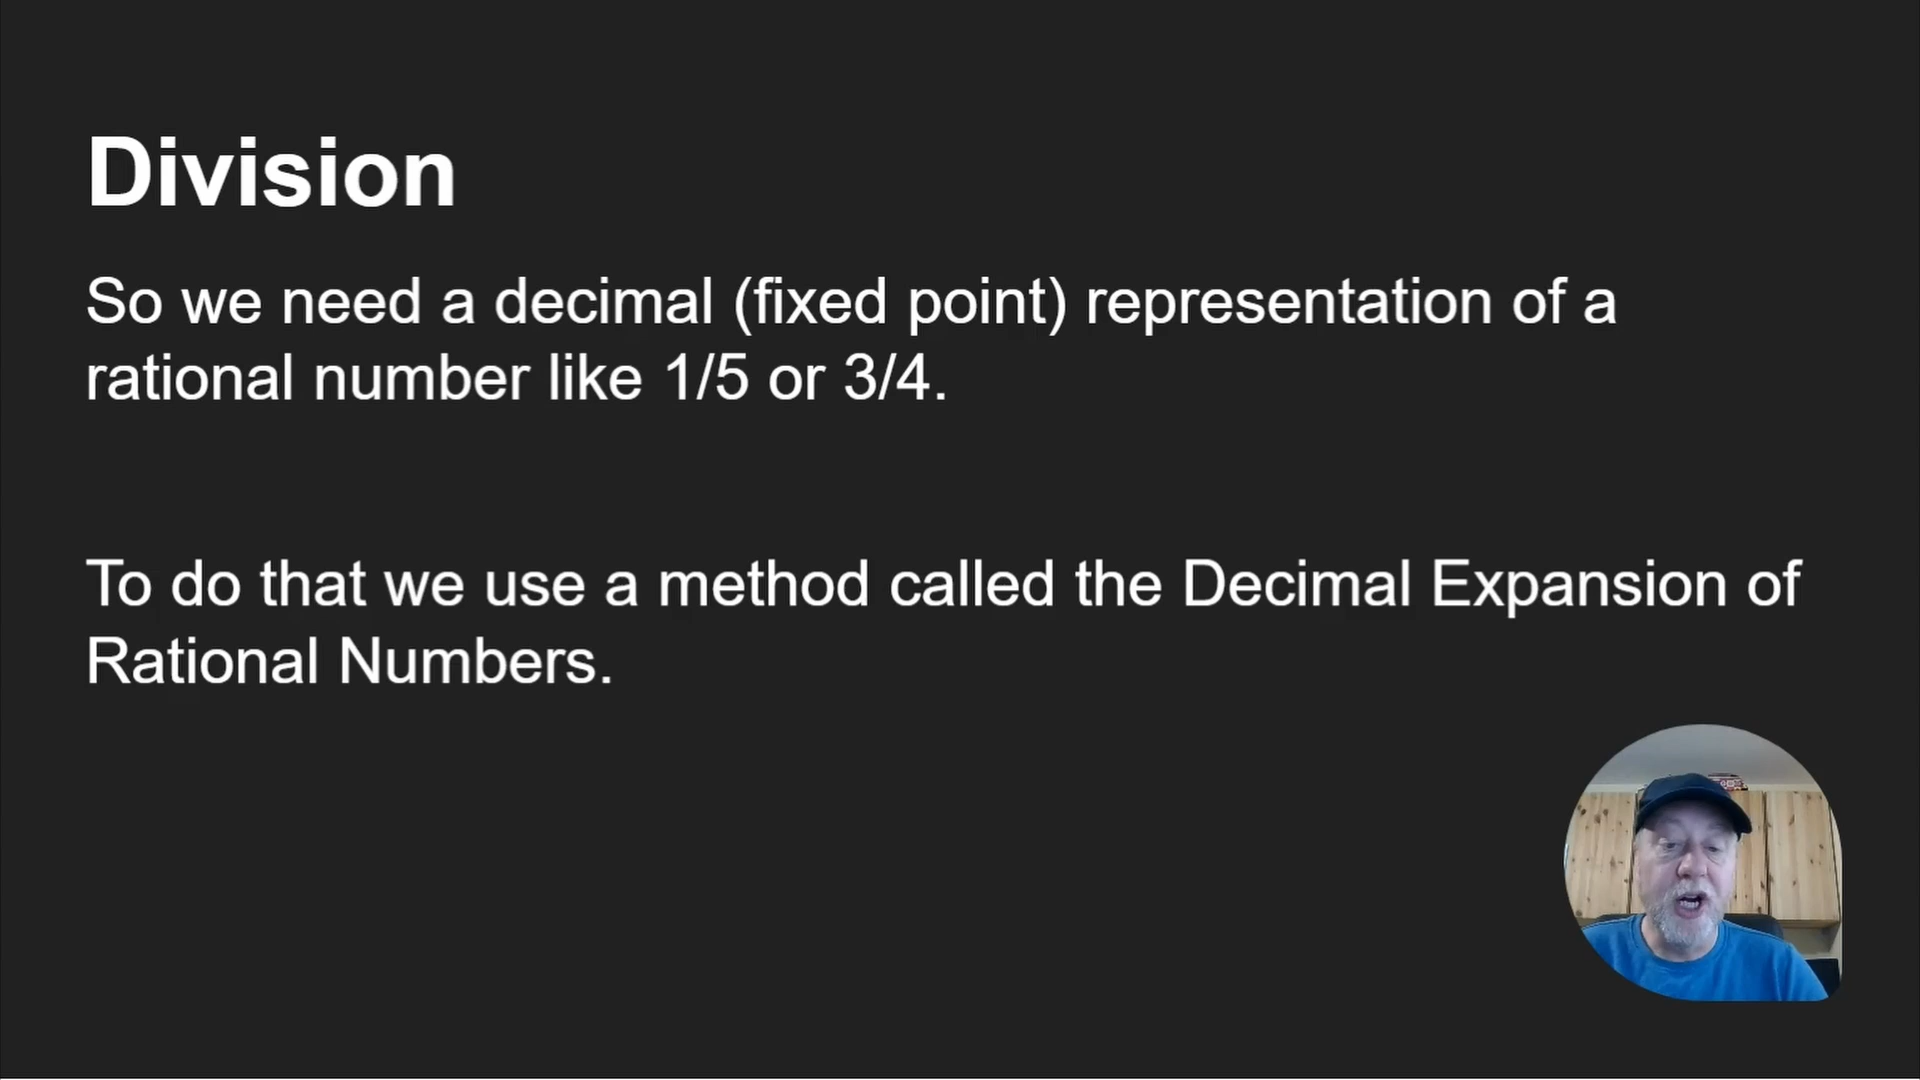 Division
So we need a decimal (fixed point) representation of a
rational number like 1/5 or 3/4.
To do that we use a method called the Decimal Expansion of
Rational Numbers.